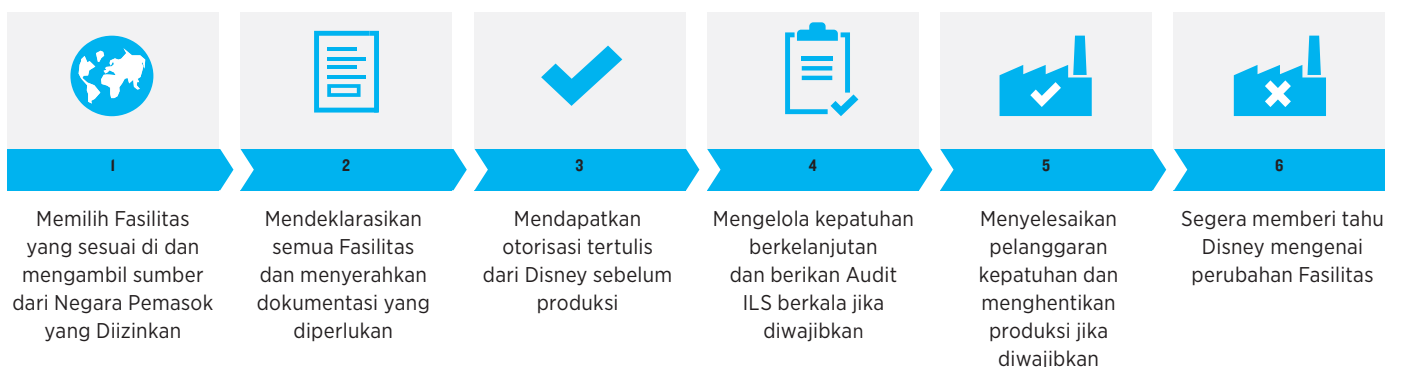 1
Memilih Fasilitas
yang sesuai di dan
mengambil sumber
dari Negara Pemasok
yang Diizinkan
2
Mendeklarasikan
semua Fasilitas
dan menyerahkan
dokumentasi yang
diperlukan
3
Mendapatkan
otorisasi tertulis
dari Disney sebelum
produksi
4
Mengelola kepatuhan
berkelanjutan
dan berikan Audit
ILS berkala jika
diwajibkan
5
Menyelesaikan
pelanggaran
kepatuhan dan
menghentikan
produksi jika
diwajibkan
6
Segera memberi tahu
Disney mengenai
perubahan Fasilitas